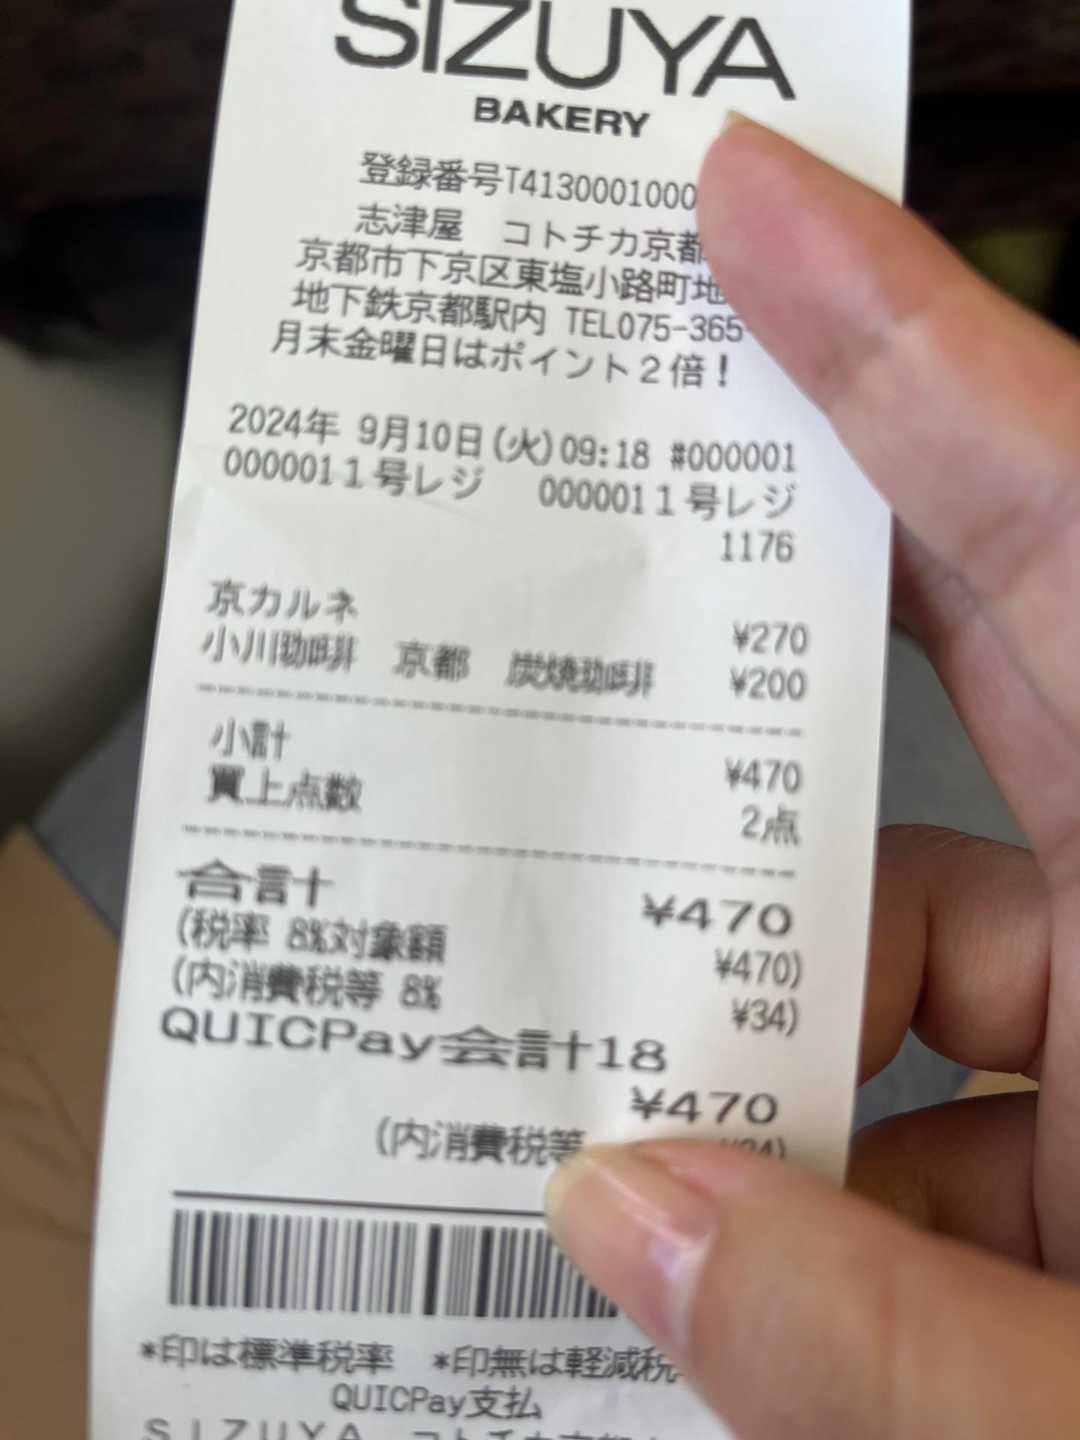 SIZUYA
BAKERY
登録番号T4130001000
志津屋　コトチカ京都
京都市下京区東塩小路町地
地下鉄京都駅内 TEL075-365-
月末金曜日はポイント２倍！
2024年 9月10日(火)09:18 #000001
000001１号レジ　000001１号レジ
1176
京カルネ ¥270
小川珈琲　京都　炭焼珈琲 ¥200
小計 ¥470
買上点数 2点
合計 ¥470
(税率 8%対象額 ¥470)
(内消費税等 8% ¥34)
QUICPay会計18
¥470
(内消費税等 ¥34)
*印は標準税率　*印無は軽減税
QUICPay支払
ＳＩＺＵＹＡ　コトチカ京都